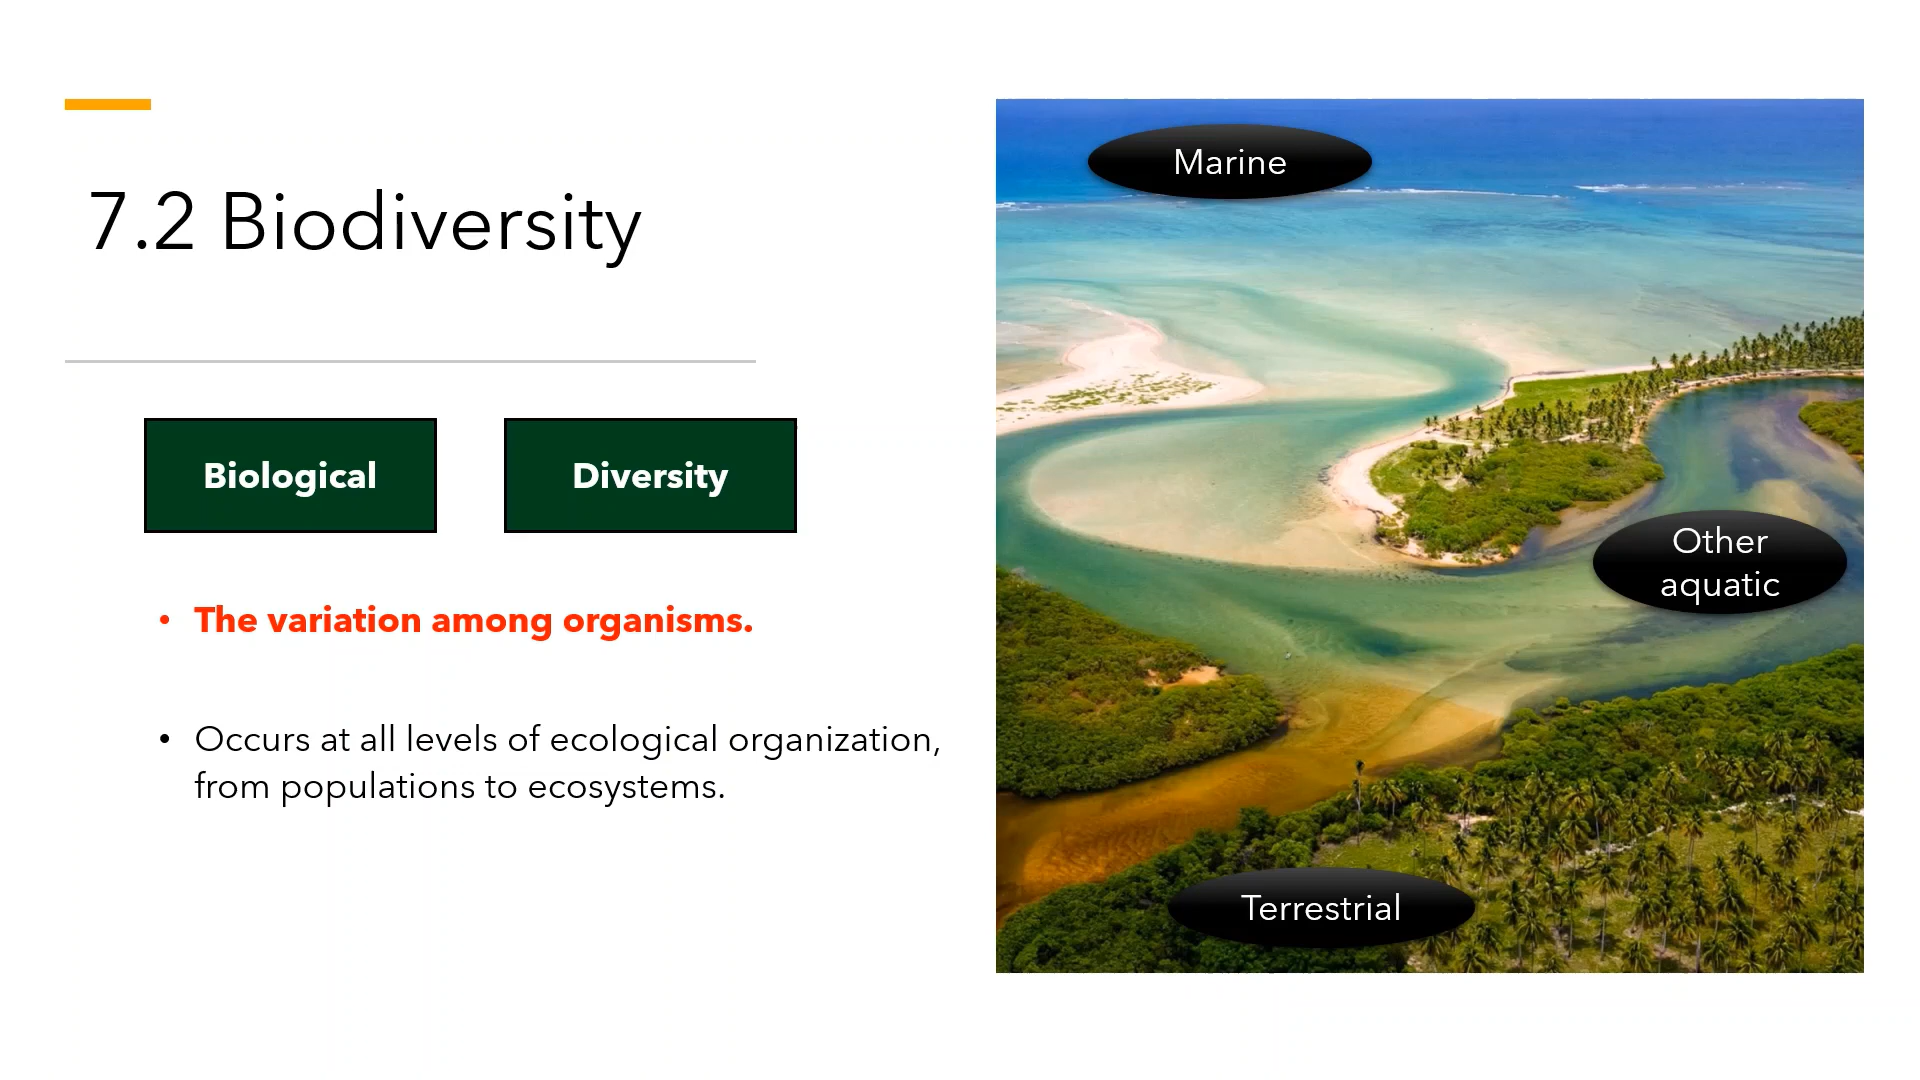 7.2 Biodiversity
Biological
Diversity
• The variation among organisms.
• Occurs at all levels of ecological organization,
from populations to ecosystems.
Marine
Other
aquatic
Terrestrial